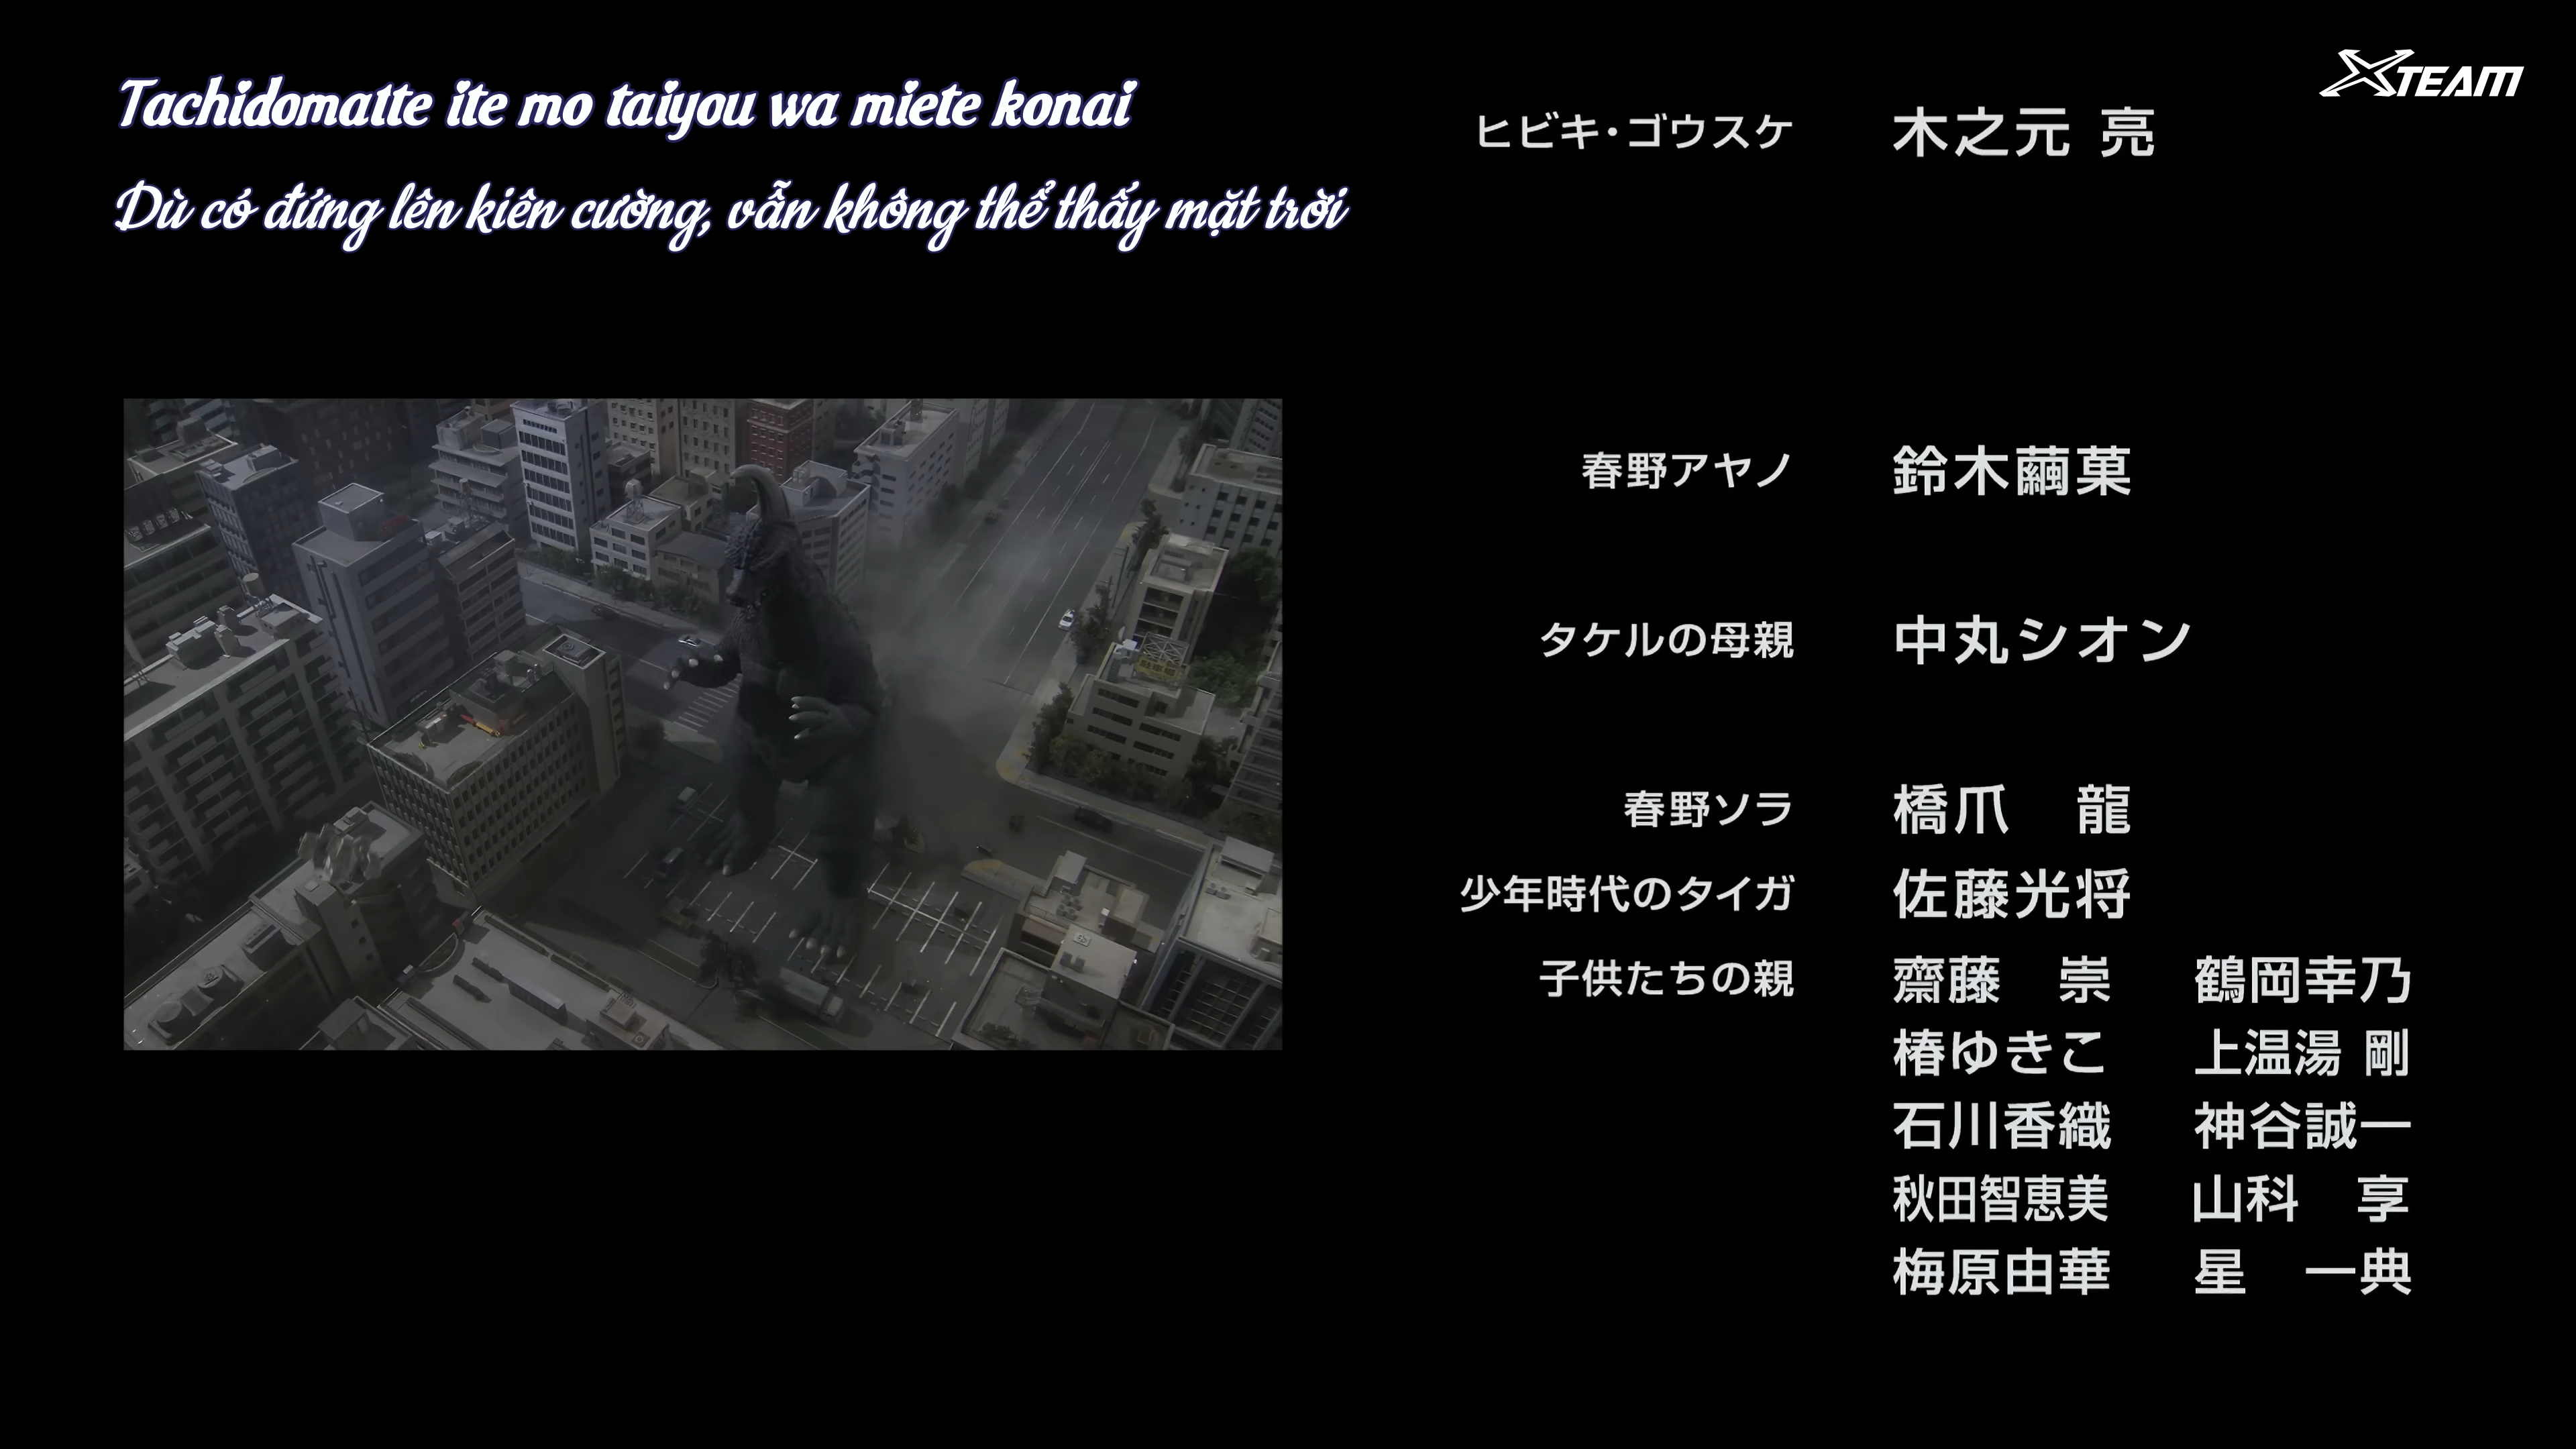 Tachidomatte ite mo taiyou wa miete konai
Dù có đứng lên kiên cường, vẫn không thể thấy mặt trời
XTEAM
ヒビキ・ゴウスケ 木之元 亮
春野アヤノ 鈴木繭菓
タケルの母親 中丸シオン
春野ソラ 橋爪 龍
少年時代のタイガ 佐藤光将
子供たちの親 齋藤 崇 鶴岡幸乃
椿ゆきこ 上温湯 剛
石川香織 神谷誠一
秋田智恵美 山科 享
梅原由華 星 一典